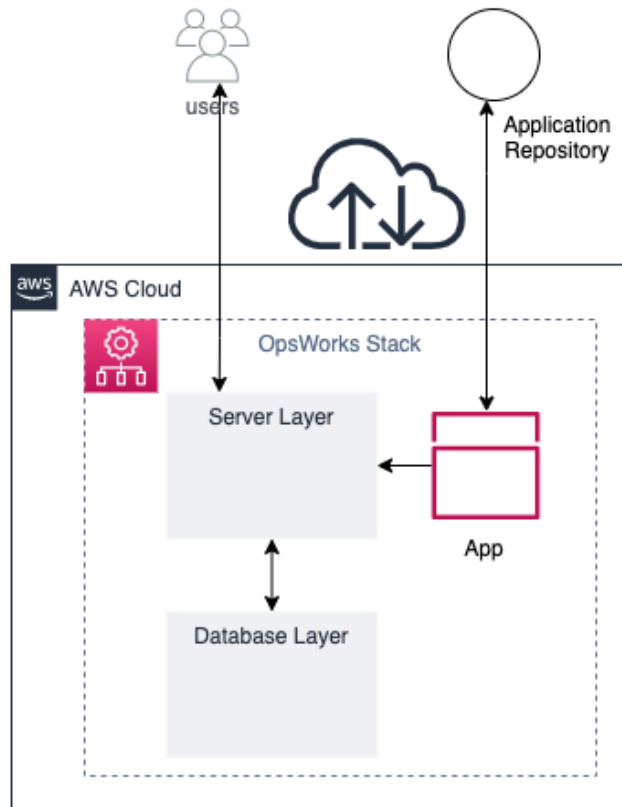 users
Application
Repository
aws
AWS Cloud
OpsWorks Stack
Server Layer
App
Database Layer